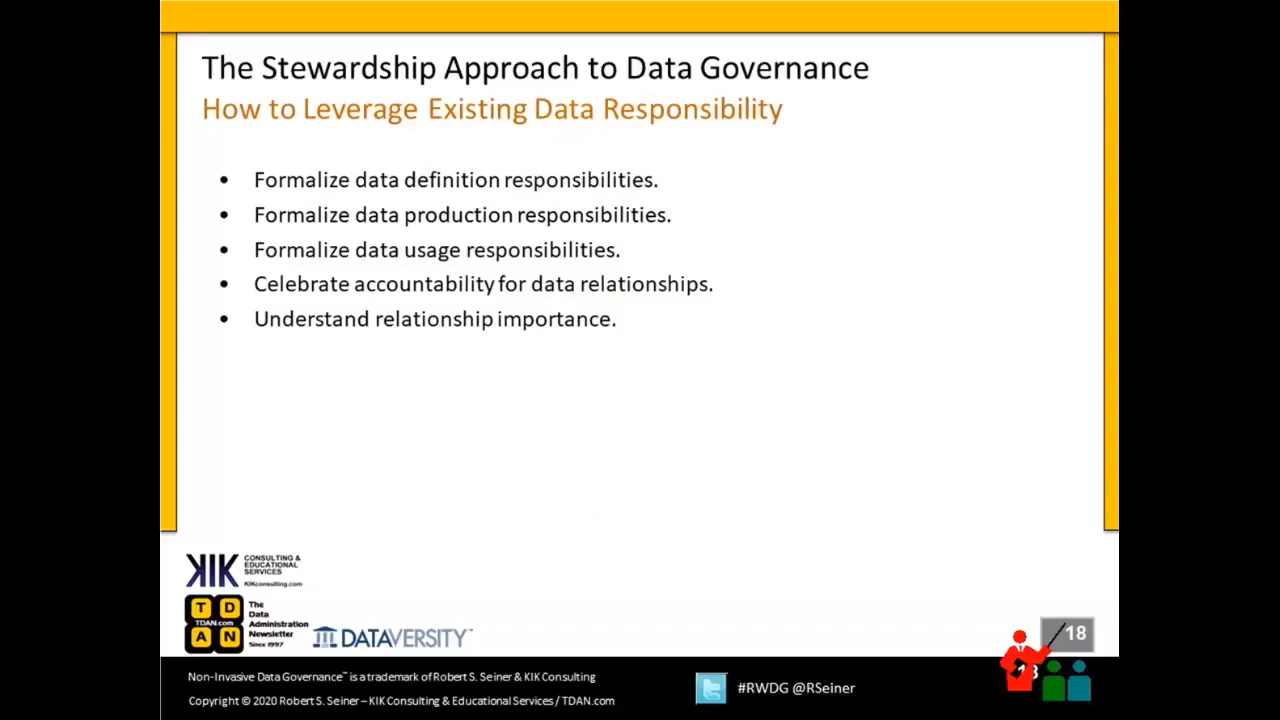 The Stewardship Approach to Data Governance
How to Leverage Existing Data Responsibility
• Formalize data definition responsibilities.
• Formalize data production responsibilities.
• Formalize data usage responsibilities.
• Celebrate accountability for data relationships.
• Understand relationship importance.
KIK CONSULTING &
EDUCATIONAL
SERVICES
KIKconsulting.com
T D
TDAN.com
A N
The
Data
Administration
Newsletter
Since 1997
DATAVERSITY™
18
Non-Invasive Data Governance™ is a trademark of Robert S. Seiner & KIK Consulting
Copyright © 2020 Robert S. Seiner – KIK Consulting & Educational Services / TDAN.com
#RWDG @RSeiner